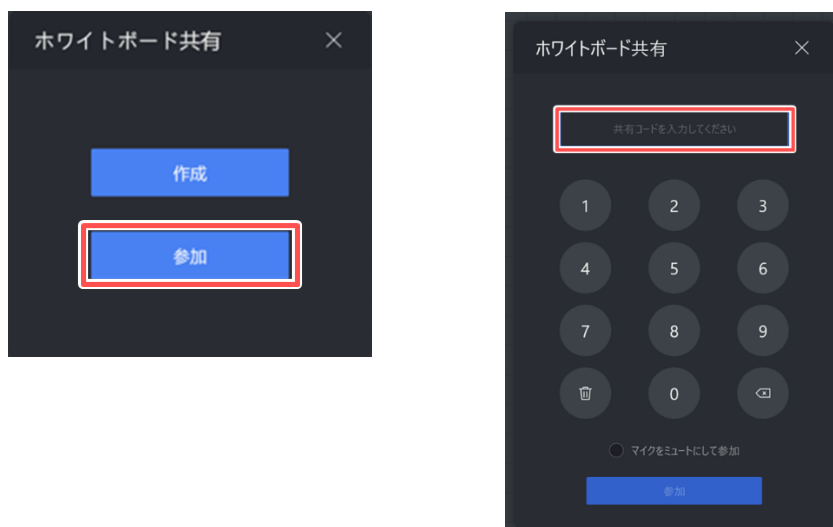 ホワイトボード共有
作成
参加
ホワイトボード共有
共有コードを入力してください
1 2 3
4 5 6
7 8 9
0
マイクをミュートにして参加
参加